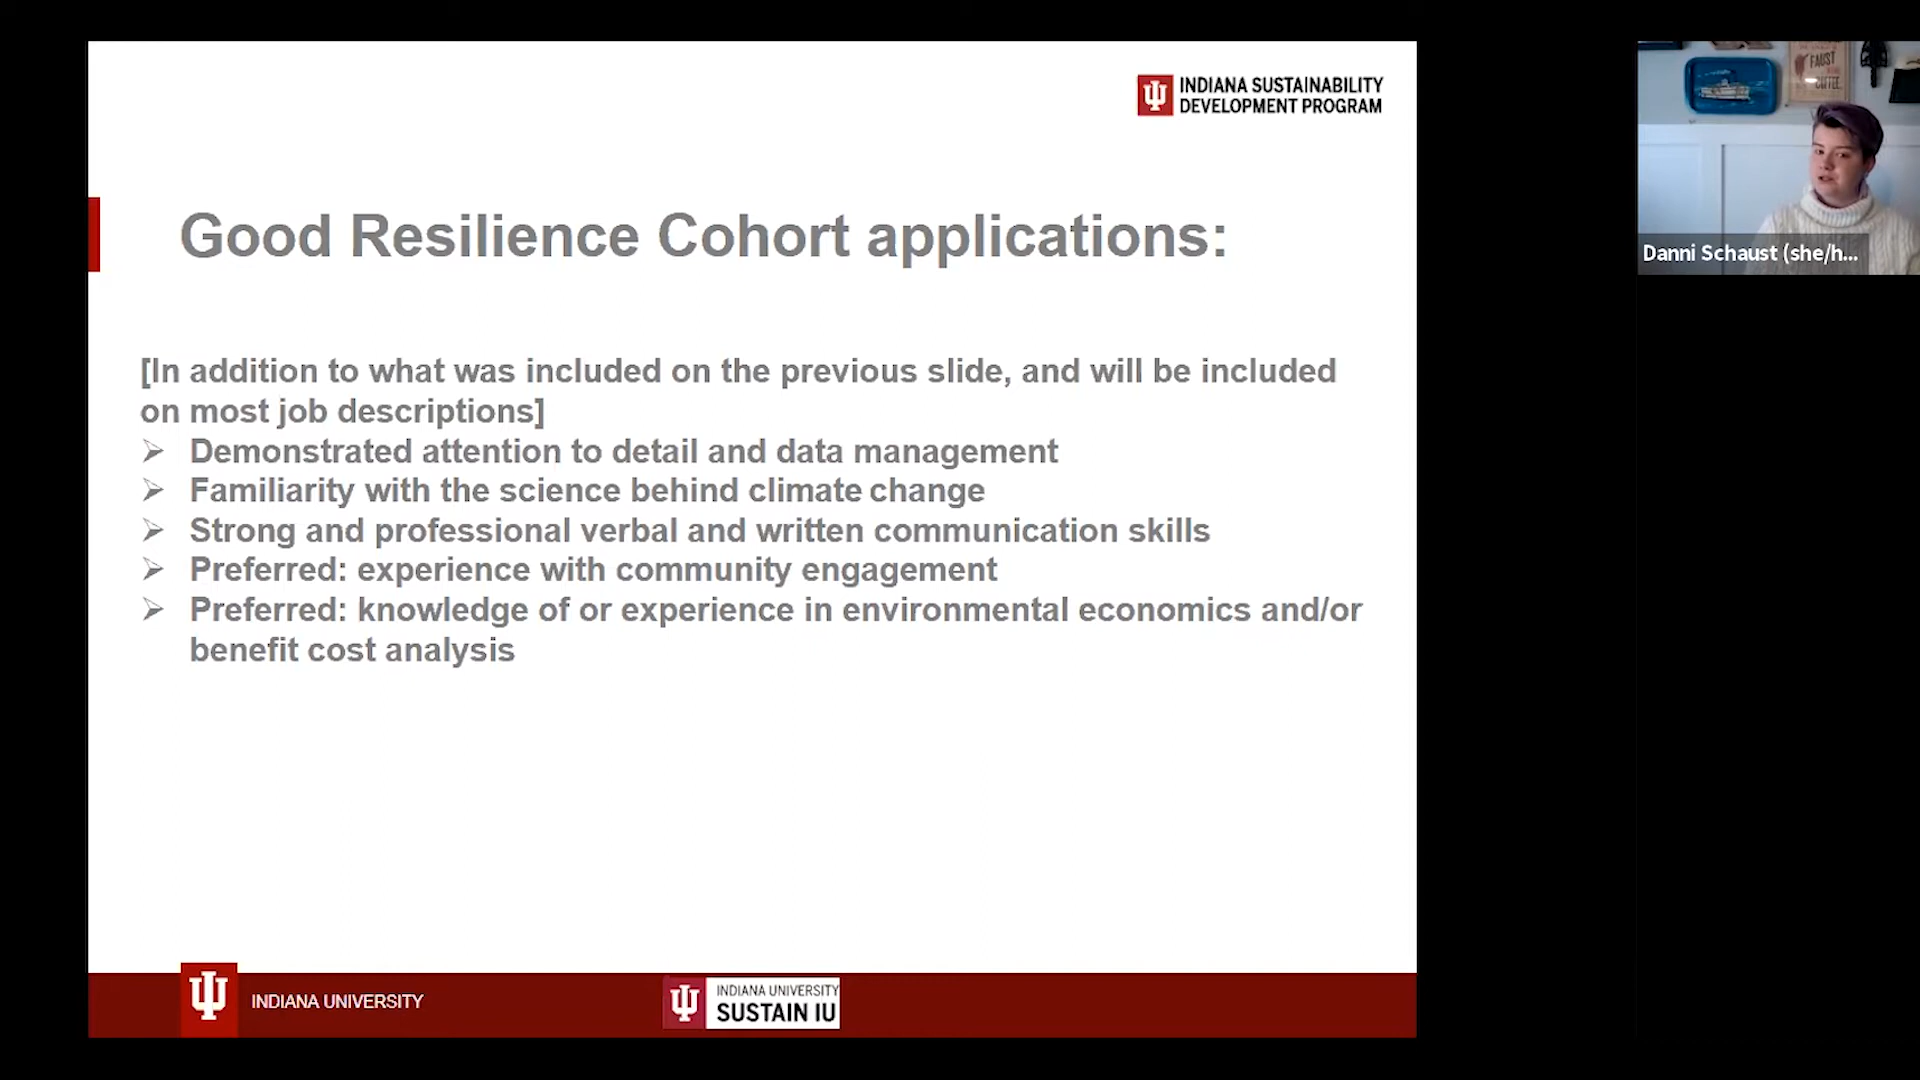 INDIANA SUSTAINABILITY
DEVELOPMENT PROGRAM
Good Resilience Cohort applications:
[In addition to what was included on the previous slide, and will be included
on most job descriptions]
Demonstrated attention to detail and data management
Familiarity with the science behind climate change
Strong and professional verbal and written communication skills
Preferred: experience with community engagement
Preferred: knowledge of or experience in environmental economics and/or
benefit cost analysis
INDIANA UNIVERSITY
INDIANA UNIVERSITY
SUSTAIN IU
FAUST
COFFEE
Danni Schaust (she/h...